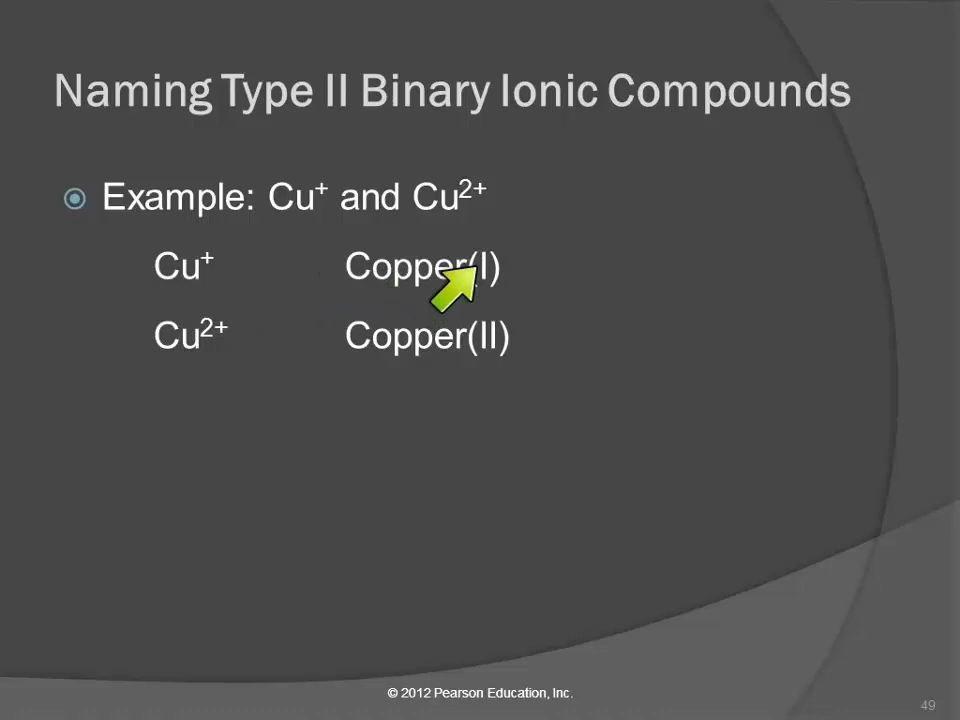 Naming Type II Binary Ionic Compounds
Example: Cu⁺ and Cu²⁺
Cu⁺ Copper(I)
Cu²⁺ Copper(II)
© 2012 Pearson Education, Inc.
49